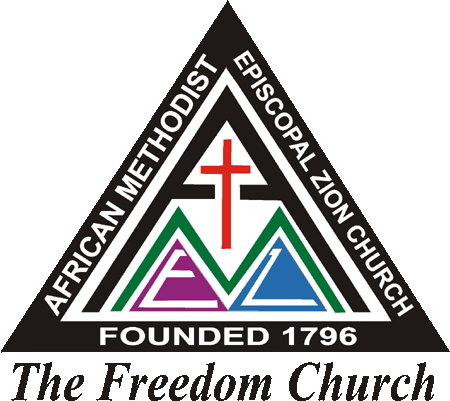 AFRICAN METHODIST
EPISCOPAL ZION CHURCH
A
M
E Z
FOUNDED 1796
The Freedom Church